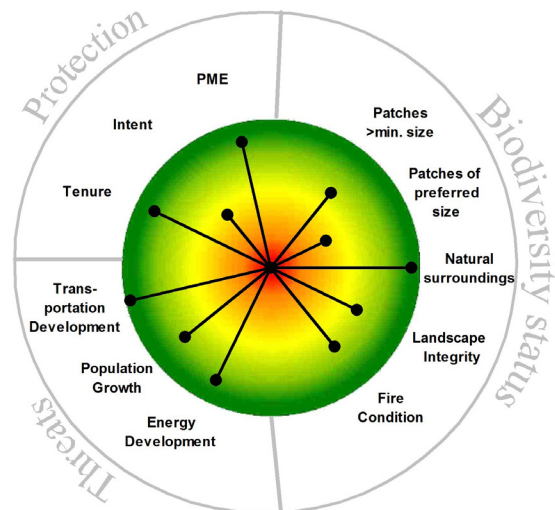 Protection
PME
Intent
Tenure
Biodiversity status
Patches
>min. size
Patches of
preferred
size
Natural
surroundings
Landscape
Integrity
Fire
Condition
Threats
Trans-
portation
Development
Population
Growth
Energy
Development